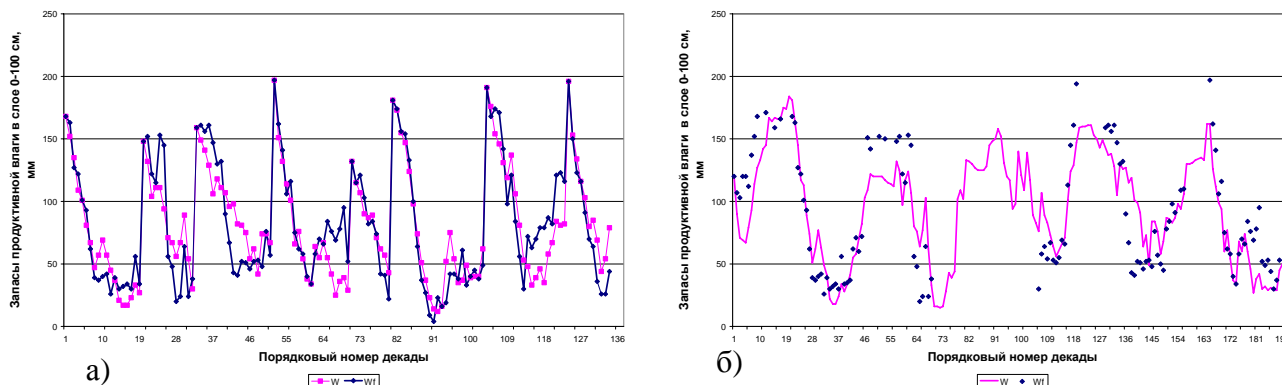 Запасы продуктивной влаги в слое 0-100 см,
мм
250
200
150
100
50
0
1 10 19 28 37 46 55 64 73 82 91 100 109 118 127 136
Порядковый номер декады
а)
W Wf
Запасы продуктивной влаги в слое 0-100 см,
мм
250
200
150
100
50
0
1 10 19 28 37 46 55 64 73 82 91 100 109 118 127 136 145 154 163 172 181 190
Порядковый номер декады
б)
W Wf